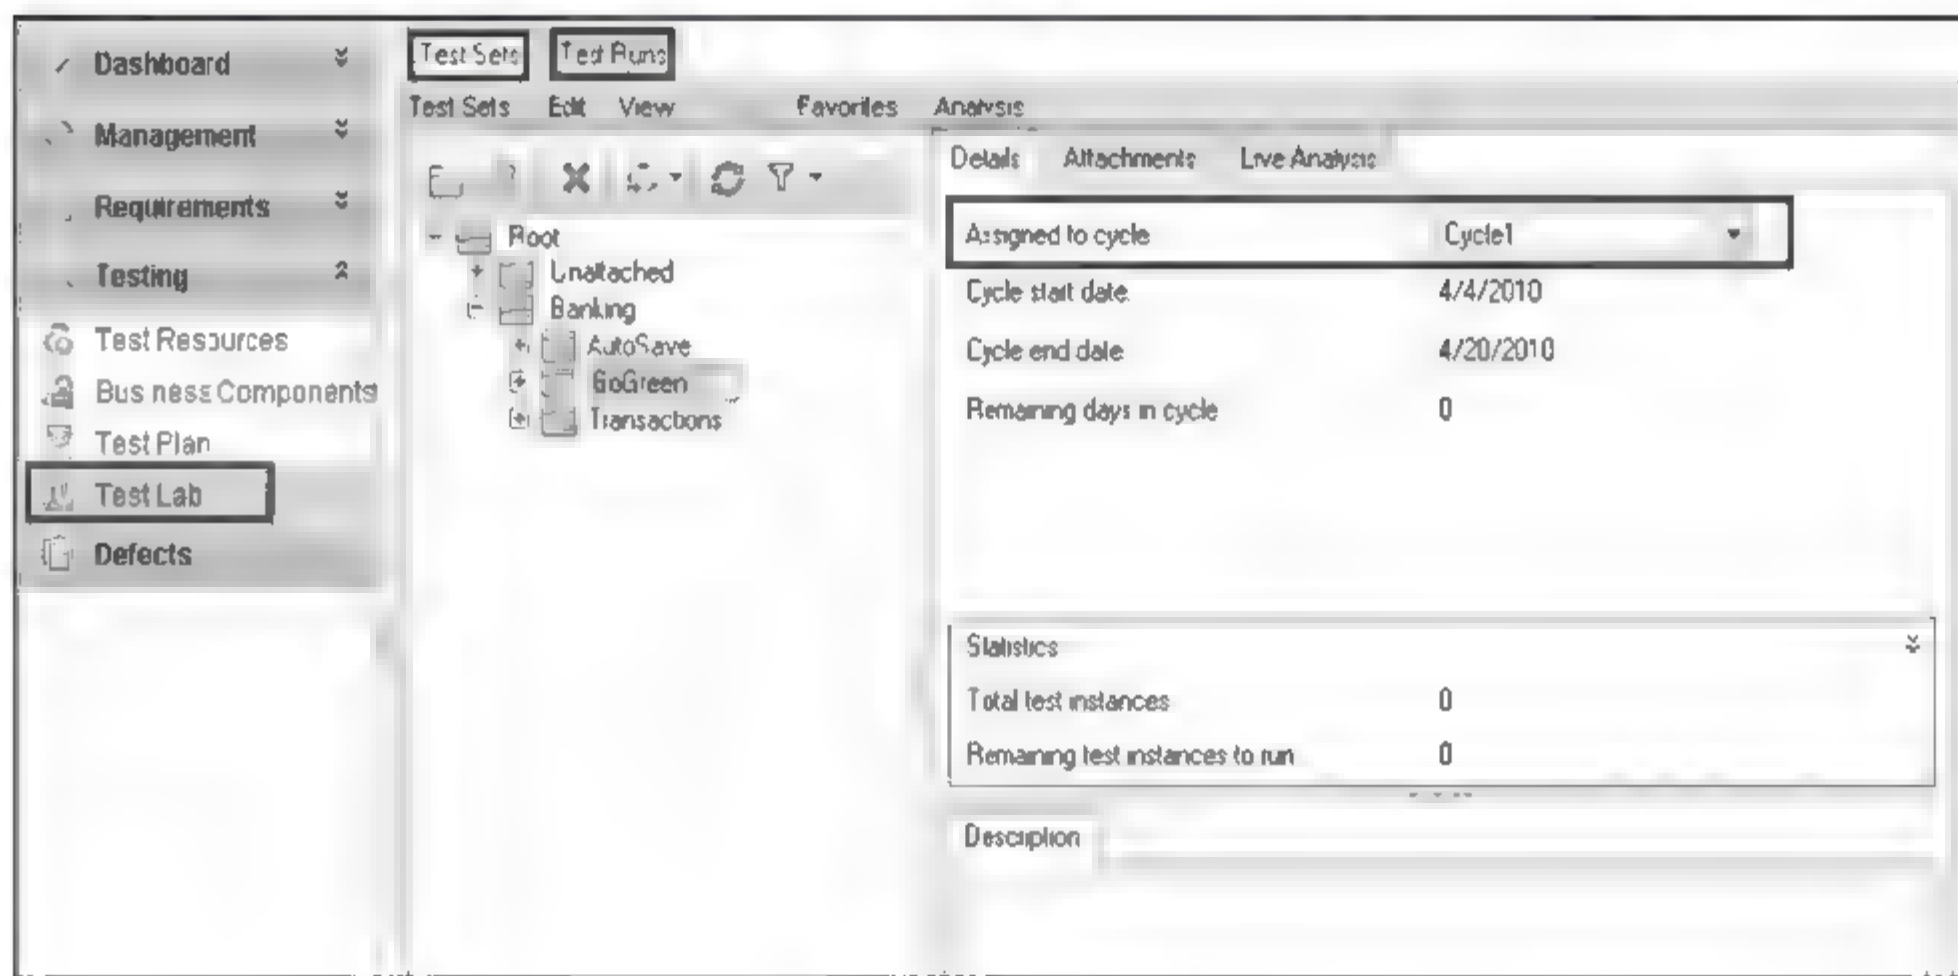 Dashboard
Management
Requirements
Testing
Test Resources
Business Components
Test Plan
Test Lab
Defects
Test Sets Test Runs
Test Sets Edit View Favorites Analysis
Root
Unattached
Banking
AutoSave
GoGreen
Transactions
Details Attachments Live Analysis
Assigned to cycle Cycle1
Cycle start date 4/4/2010
Cycle end date 4/20/2010
Remaining days in cycle 0
Statistics
Total test instances 0
Remaining test instances to run 0
Description